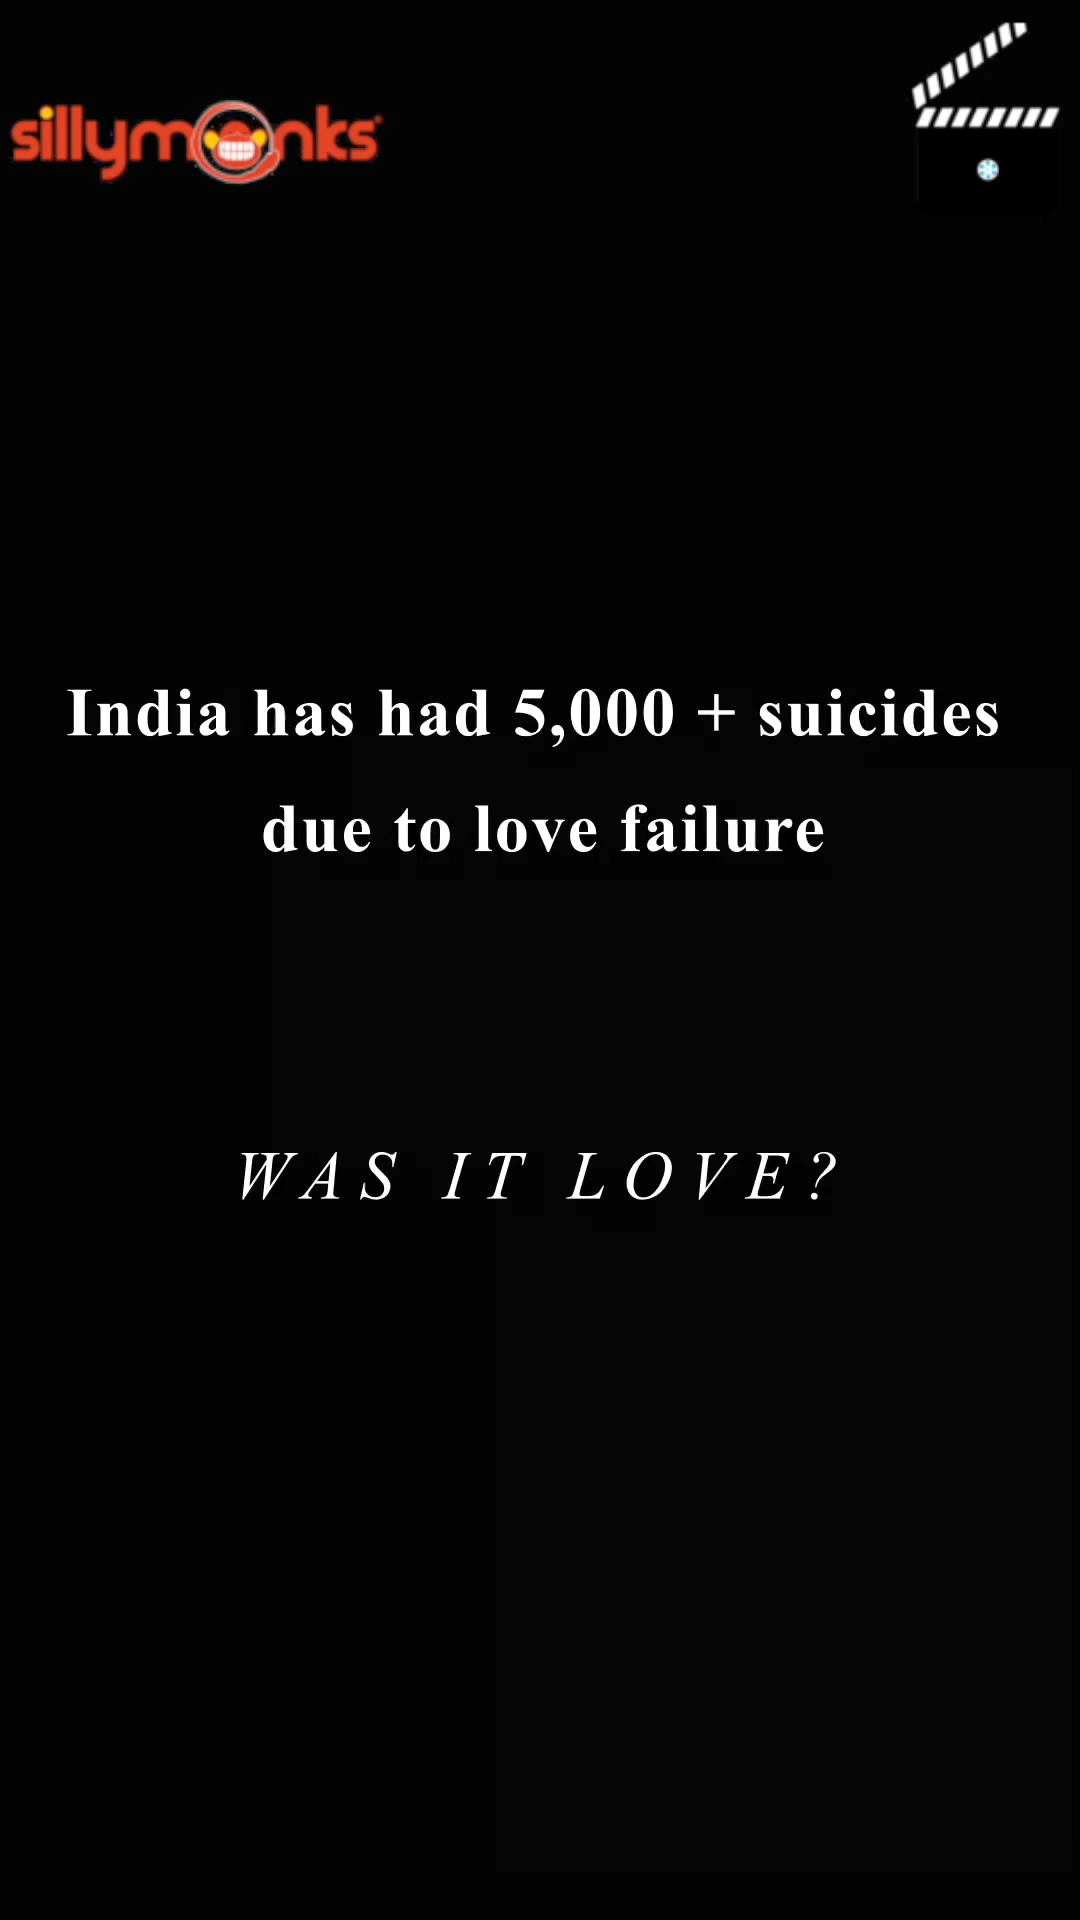 sillymonks
India has had 5,000 + suicides
due to love failure
WAS IT LOVE?